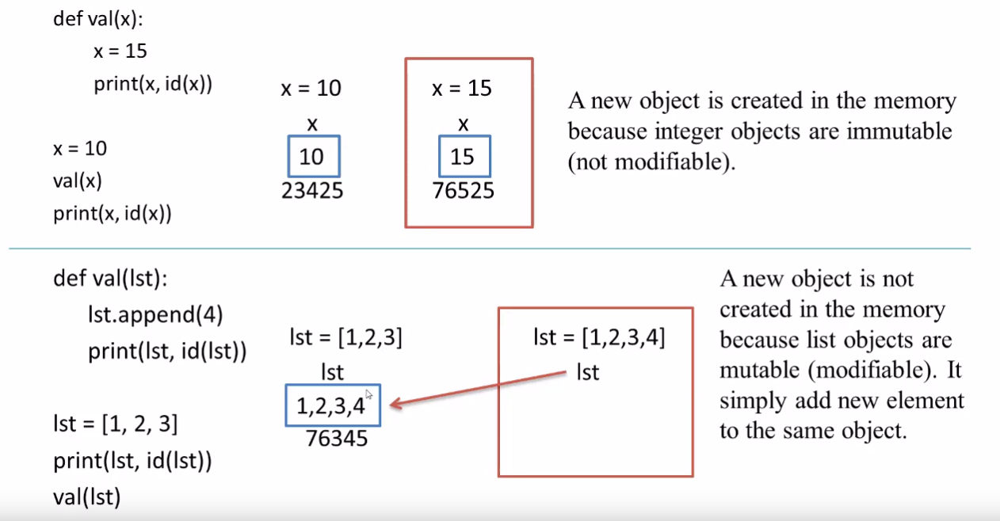 def val(x):
x = 15
print(x, id(x))
x = 10
val(x)
print(x, id(x))
x = 10
x
10
23425
x = 15
x
15
76525
A new object is created in the memory
because integer objects are immutable
(not modifiable).
def val(lst):
lst.append(4)
print(lst, id(lst))
lst = [1, 2, 3]
print(lst, id(lst))
val(lst)
lst = [1,2,3]
lst
1,2,3,4
76345
lst = [1,2,3,4]
lst
A new object is not
created in the memory
because list objects are
mutable (modifiable). It
simply add new element
to the same object.